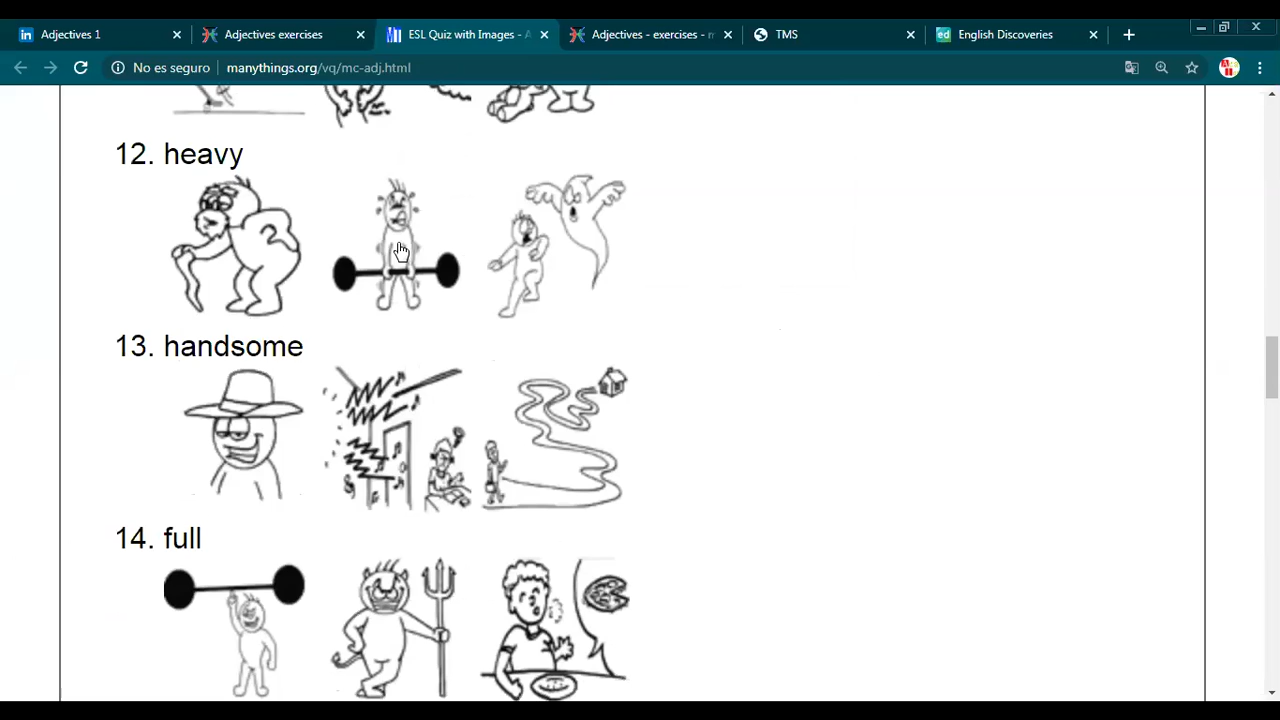 Adjectives 1
Adjectives exercises
ESL Quiz with Images - A
Adjectives - exercises - m
TMS
English Discoveries
No es seguro
manythings.org/vq/mc-adj.html
12. heavy
13. handsome
14. full